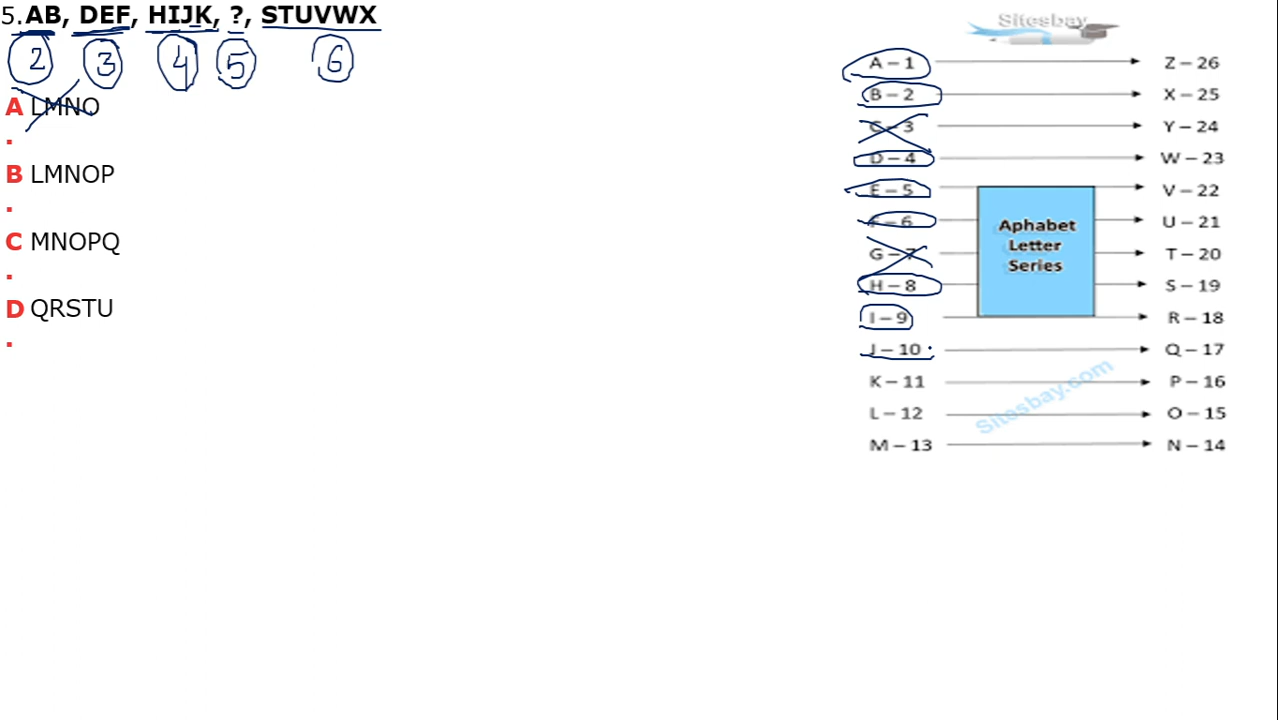 5. AB, DEF, HIJK, ?, STUVWX
2 3 4 5 6
A LMNO
.
B LMNOP
.
C MNOPQ
.
D QRSTU
.
Sitesbay
A – 1 Z – 26
B – 2 X – 25
C – 3 Y – 24
D – 4 W – 23
E – 5 V – 22
F – 6 U – 21
G – 7 T – 20
H – 8 S – 19
I – 9 R – 18
J – 10 Q – 17
K – 11 P – 16
L – 12 O – 15
M – 13 N – 14
Aphabet
Letter
Series
Sitesbay.com